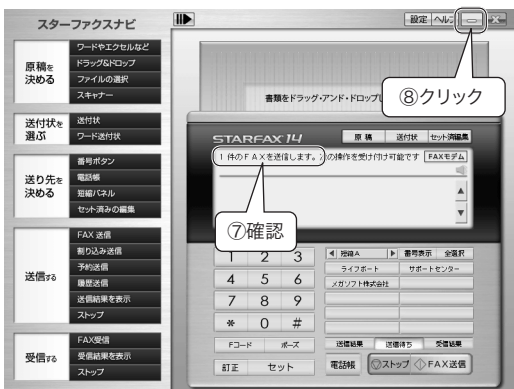 スターファクスナビ
設定
⑧クリック
原稿を
決める
ワードやエクセルなど
ドラッグ&ドロップ
ファイルの選択
スキャナー
送付状を
選ぶ
送付状
ワード送付状
送り先を
決める
番号ボタン
電話帳
短縮パネル
セット済みの編集
送信する
FAX 送信
割り込み送信
予約送信
履歴送信
送信結果を表示
ストップ
受信する
FAX受信
受信結果を表示
ストップ
書類をドラッグ・アンド・ドロップし
STARFAX 14
原 稿
送付状
セット済編集
1 件のＦＡＸを送信します。
の操作を受け付け可能です
FAXモデム
⑦確認
1 2 3
4 5 6
7 8 9
* 0 #
Fコード
ポーズ
訂正
セット
短縮A
番号表示
全選択
ライフボート
サポートセンター
メガソフト株式会社
送信結果
送信待ち
受信結果
電話帳
ストップ
FAX送信